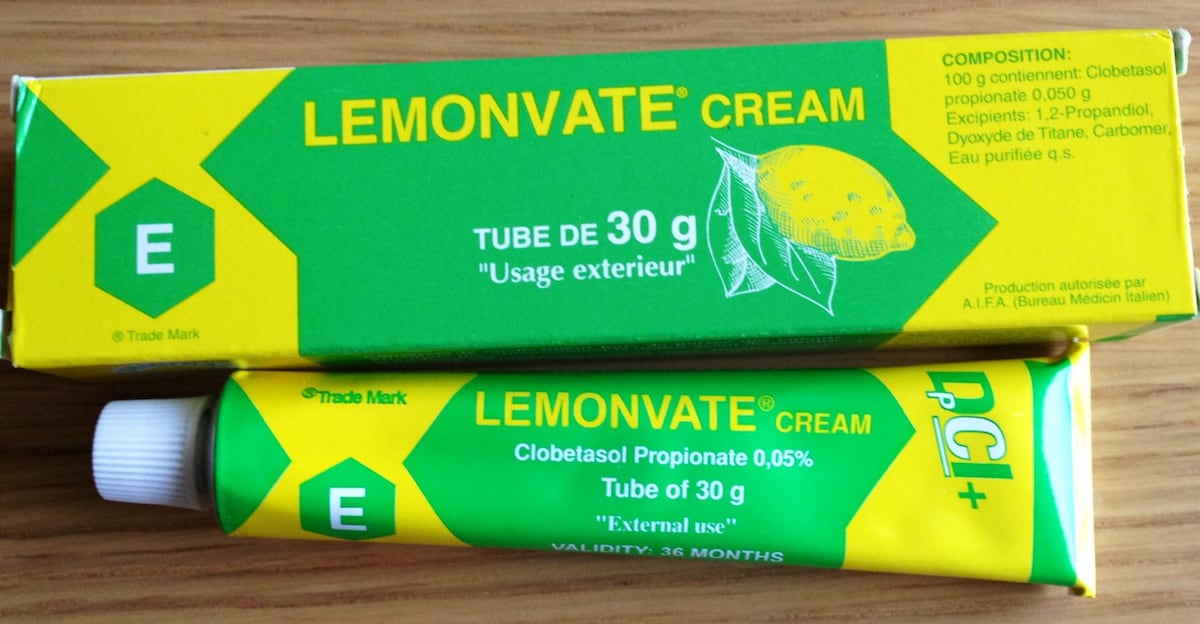 LEMONVATE® CREAM
TUBE DE 30 g
"Usage exterieur"
E
® Trade Mark
COMPOSITION:
100 g contiennent: Clobetasol
propionate 0,050 g
Excipients: 1,2-Propandiol,
Dyoxyde de Titane, Carbomer,
Eau purifiée q.s.
Production autorisée par
A.I.F.A. (Bureau Médicin Italien)
®Trade Mark
E
LEMONVATE® CREAM
Clobetasol Propionate 0,05%
Tube of 30 g
"External use"
VALIDITY: 36 MONTHS